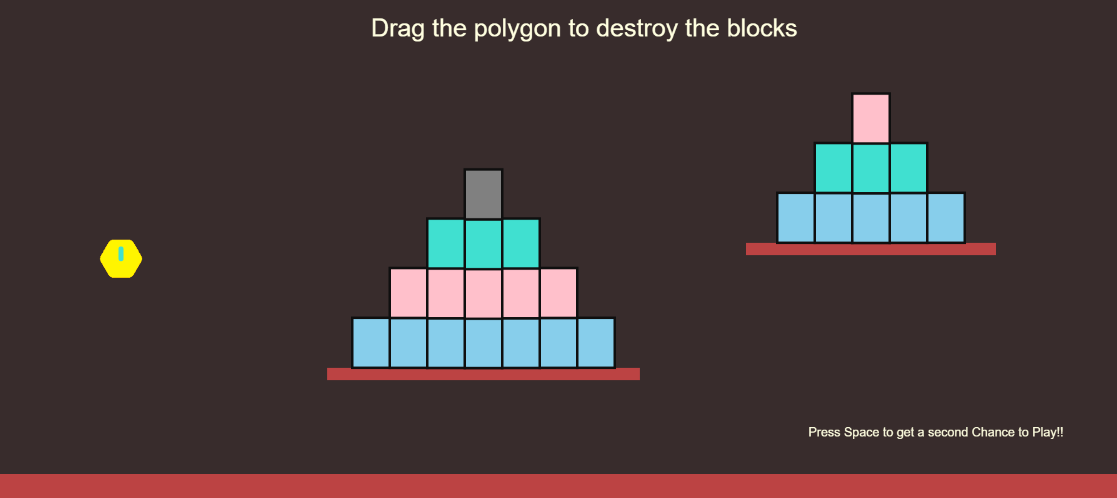 Drag the polygon to destroy the blocks
Press Space to get a second Chance to Play!!